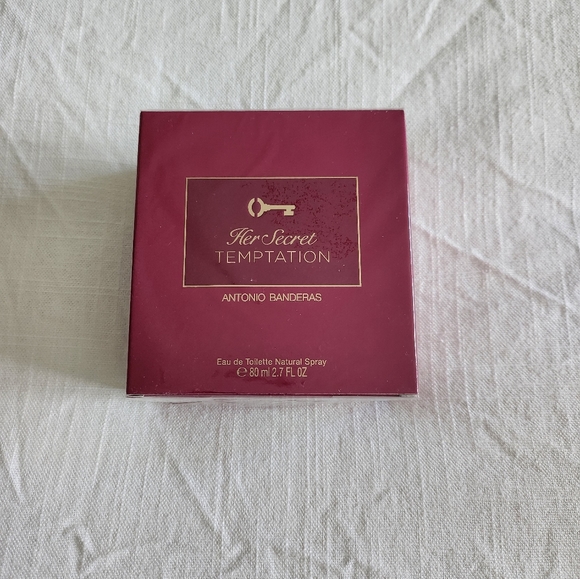 Her Secret
TEMPTATION
ANTONIO BANDERAS
Eau de Toilette Natural Spray
℮ 80 ml 2.7 FL OZ